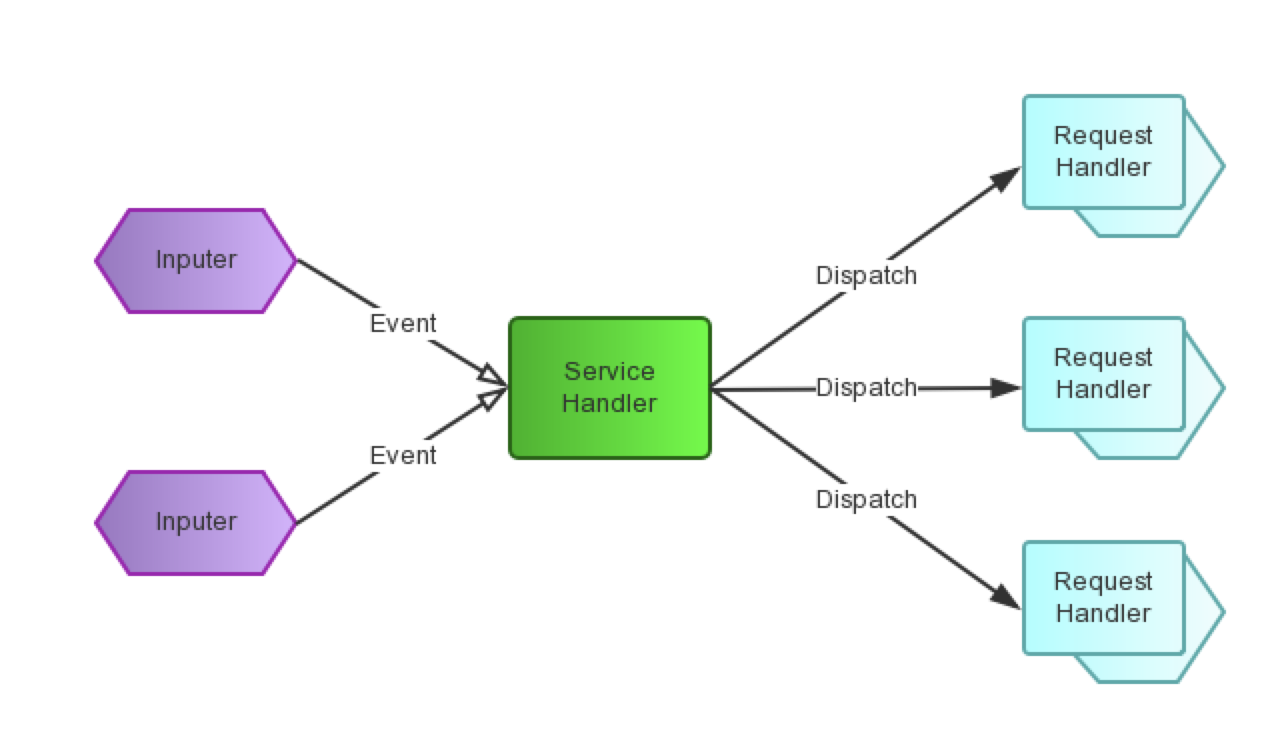 Inputer
Event
Inputer
Event
Service
Handler
Dispatch
Dispatch
Dispatch
Request
Handler
Request
Handler
Request
Handler